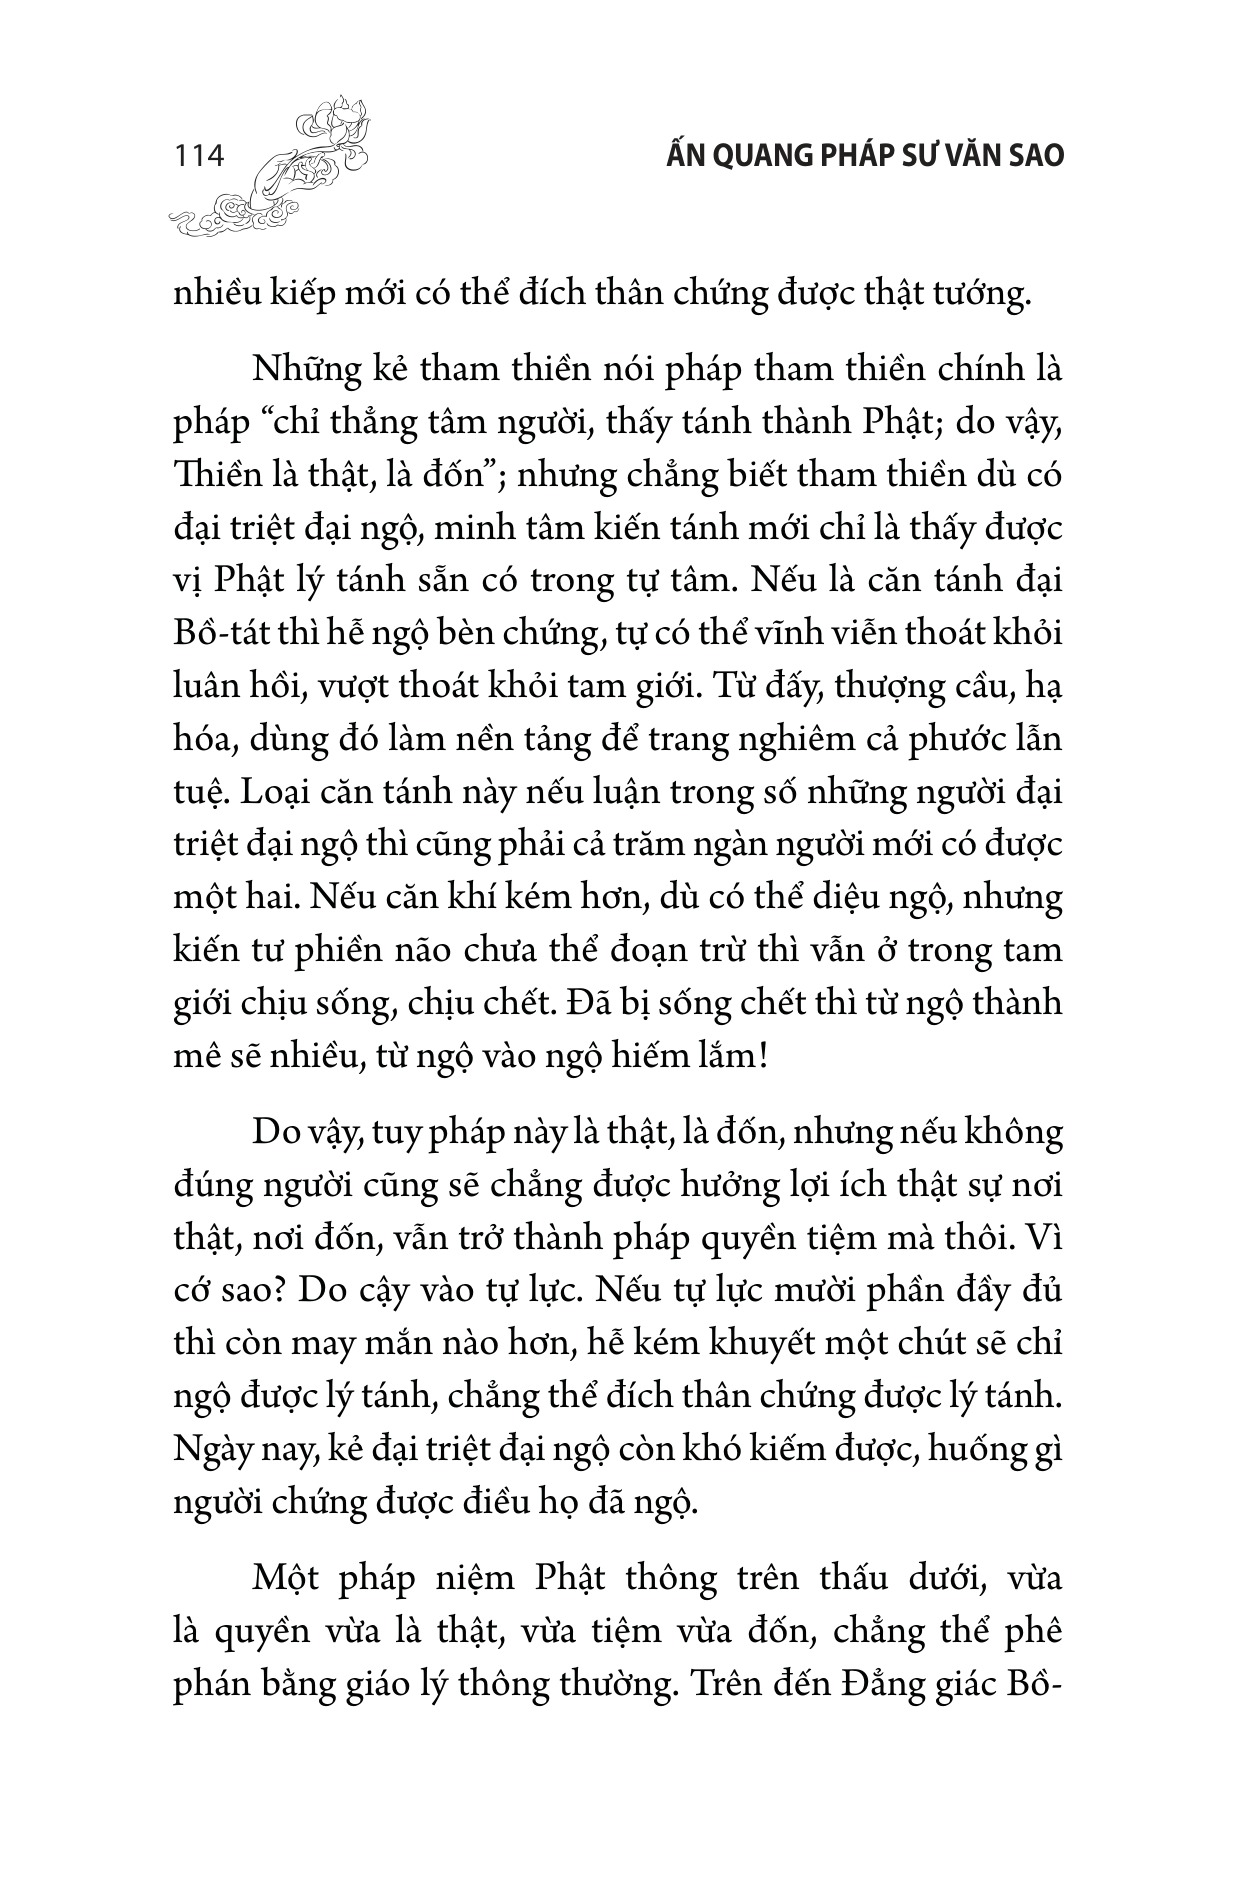 114
ẤN QUANG PHÁP SƯ VĂN SAO
nhiều kiếp mới có thể đích thân chứng được thật tướng.
Những kẻ tham thiền nói pháp tham thiền chính là
pháp “chỉ thẳng tâm người, thấy tánh thành Phật; do vậy,
Thiền là thật, là đốn”; nhưng chẳng biết tham thiền dù có
đại triệt đại ngộ, minh tâm kiến tánh mới chỉ là thấy được
vị Phật lý tánh sẵn có trong tự tâm. Nếu là căn tánh đại
Bồ-tát thì hễ ngộ bèn chứng, tự có thể vĩnh viễn thoát khỏi
luân hồi, vượt thoát khỏi tam giới. Từ đấy, thượng cầu, hạ
hóa, dùng đó làm nền tảng để trang nghiêm cả phước lẫn
tuệ. Loại căn tánh này nếu luận trong số những người đại
triệt đại ngộ thì cũng phải cả trăm ngàn người mới có được
một hai. Nếu căn khí kém hơn, dù có thể diệu ngộ, nhưng
kiến tư phiền não chưa thể đoạn trừ thì vẫn ở trong tam
giới chịu sống, chịu chết. Đã bị sống chết thì từ ngộ thành
mê sẽ nhiều, từ ngộ vào ngộ hiếm lắm!
Do vậy, tuy pháp này là thật, là đốn, nhưng nếu không
đúng người cũng sẽ chẳng được hưởng lợi ích thật sự nơi
thật, nơi đốn, vẫn trở thành pháp quyền tiệm mà thôi. Vì
cớ sao? Do cậy vào tự lực. Nếu tự lực mười phần đầy đủ
thì còn may mắn nào hơn, hễ kém khuyết một chút sẽ chỉ
ngộ được lý tánh, chẳng thể đích thân chứng được lý tánh.
Ngày nay, kẻ đại triệt đại ngộ còn khó kiếm được, huống gì
người chứng được điều họ đã ngộ.
Một pháp niệm Phật thông trên thấu dưới, vừa
là quyền vừa là thật, vừa tiệm vừa đốn, chẳng thể phê
phán bằng giáo lý thông thường. Trên đến Đẳng giác Bồ-